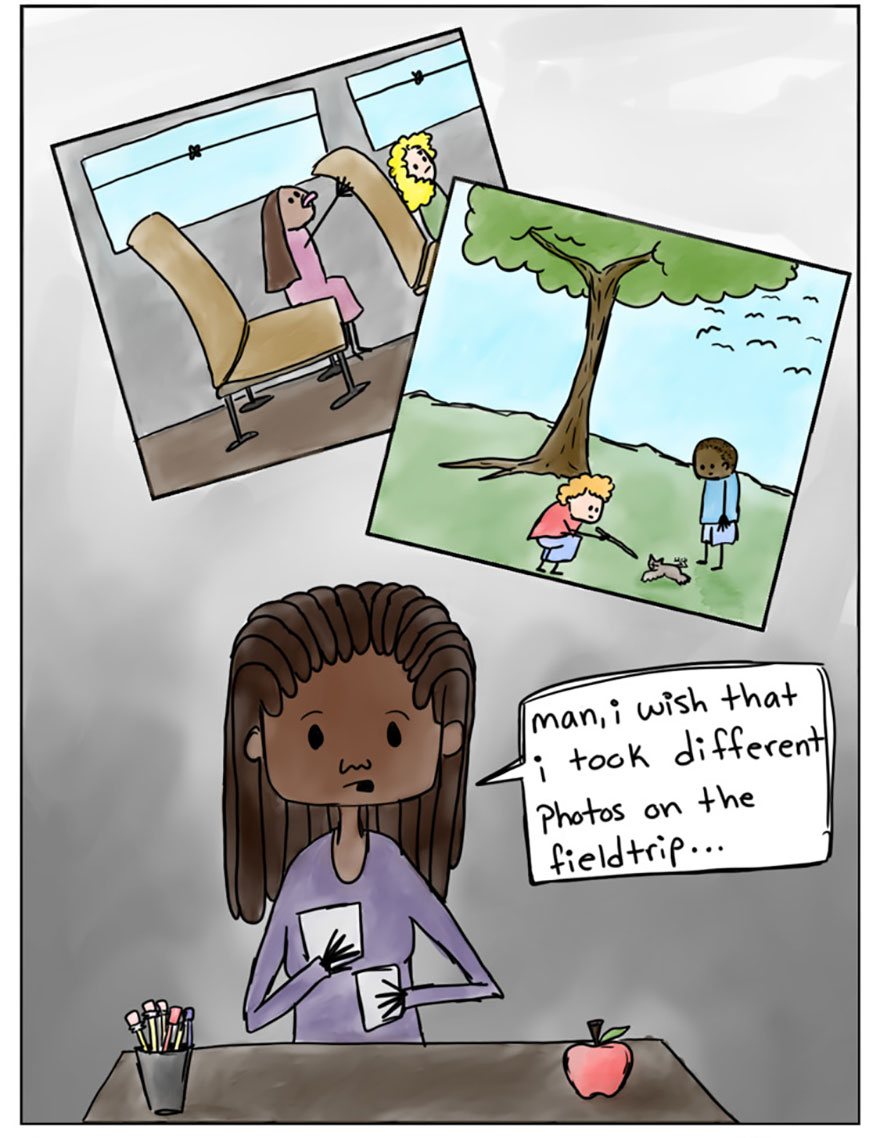 man, i wish that
i took different
photos on the
fieldtrip...